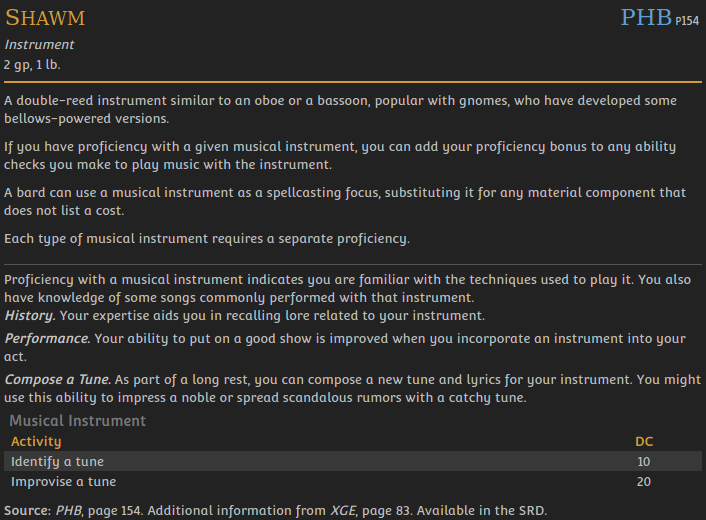 SHAWM PHB P154
Instrument
2 gp, 1 lb.
A double-reed instrument similar to an oboe or a bassoon, popular with gnomes, who have developed some
bellows-powered versions.
If you have proficiency with a given musical instrument, you can add your proficiency bonus to any ability
checks you make to play music with the instrument.
A bard can use a musical instrument as a spellcasting focus, substituting it for any material component that
does not list a cost.
Each type of musical instrument requires a separate proficiency.
Proficiency with a musical instrument indicates you are familiar with the techniques used to play it. You also
have knowledge of some songs commonly performed with that instrument.
History. Your expertise aids you in recalling lore related to your instrument.
Performance. Your ability to put on a good show is improved when you incorporate an instrument into your
act.
Compose a Tune. As part of a long rest, you can compose a new tune and lyrics for your instrument. You might
use this ability to impress a noble or spread scandalous rumors with a catchy tune.
Musical Instrument
Activity DC
Identify a tune 10
Improvise a tune 20
Source: PHB, page 154. Additional information from XGE, page 83. Available in the SRD.